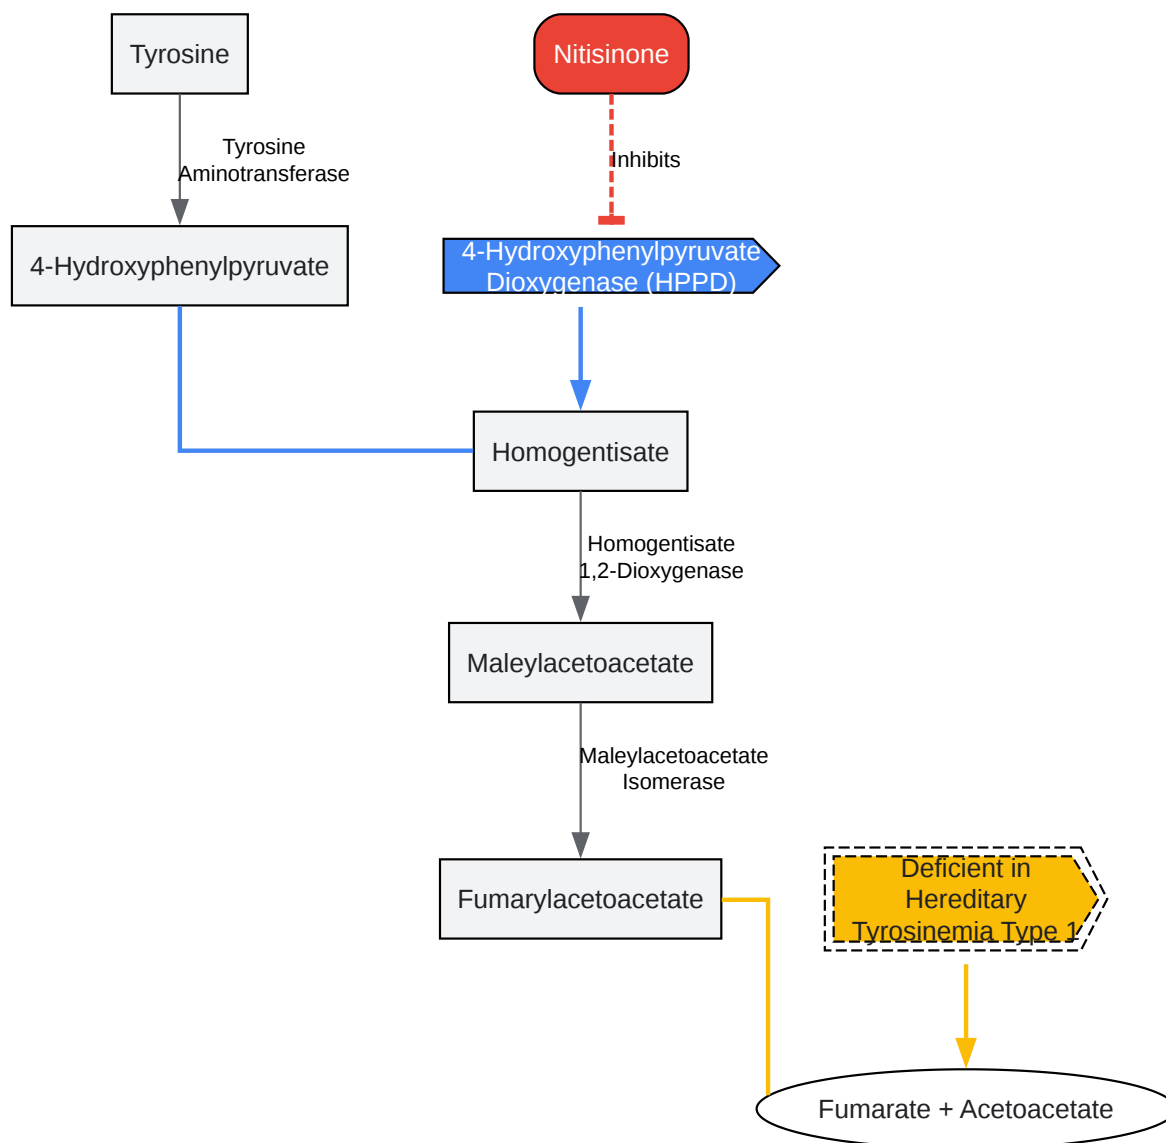 Tyrosine
Nitisinone
Tyrosine
Aminotransferase
Inhibits
4-Hydroxyphenylpyruvate
4-Hydroxyphenylpyruvate
Dioxygenase (HPPD)
Homogentisate
Homogentisate
1,2-Dioxygenase
Maleylacetoacetate
Maleylacetoacetate
Isomerase
Fumarylacetoacetate
Deficient in
Hereditary
Tyrosinemia Type 1
Fumarate + Acetoacetate